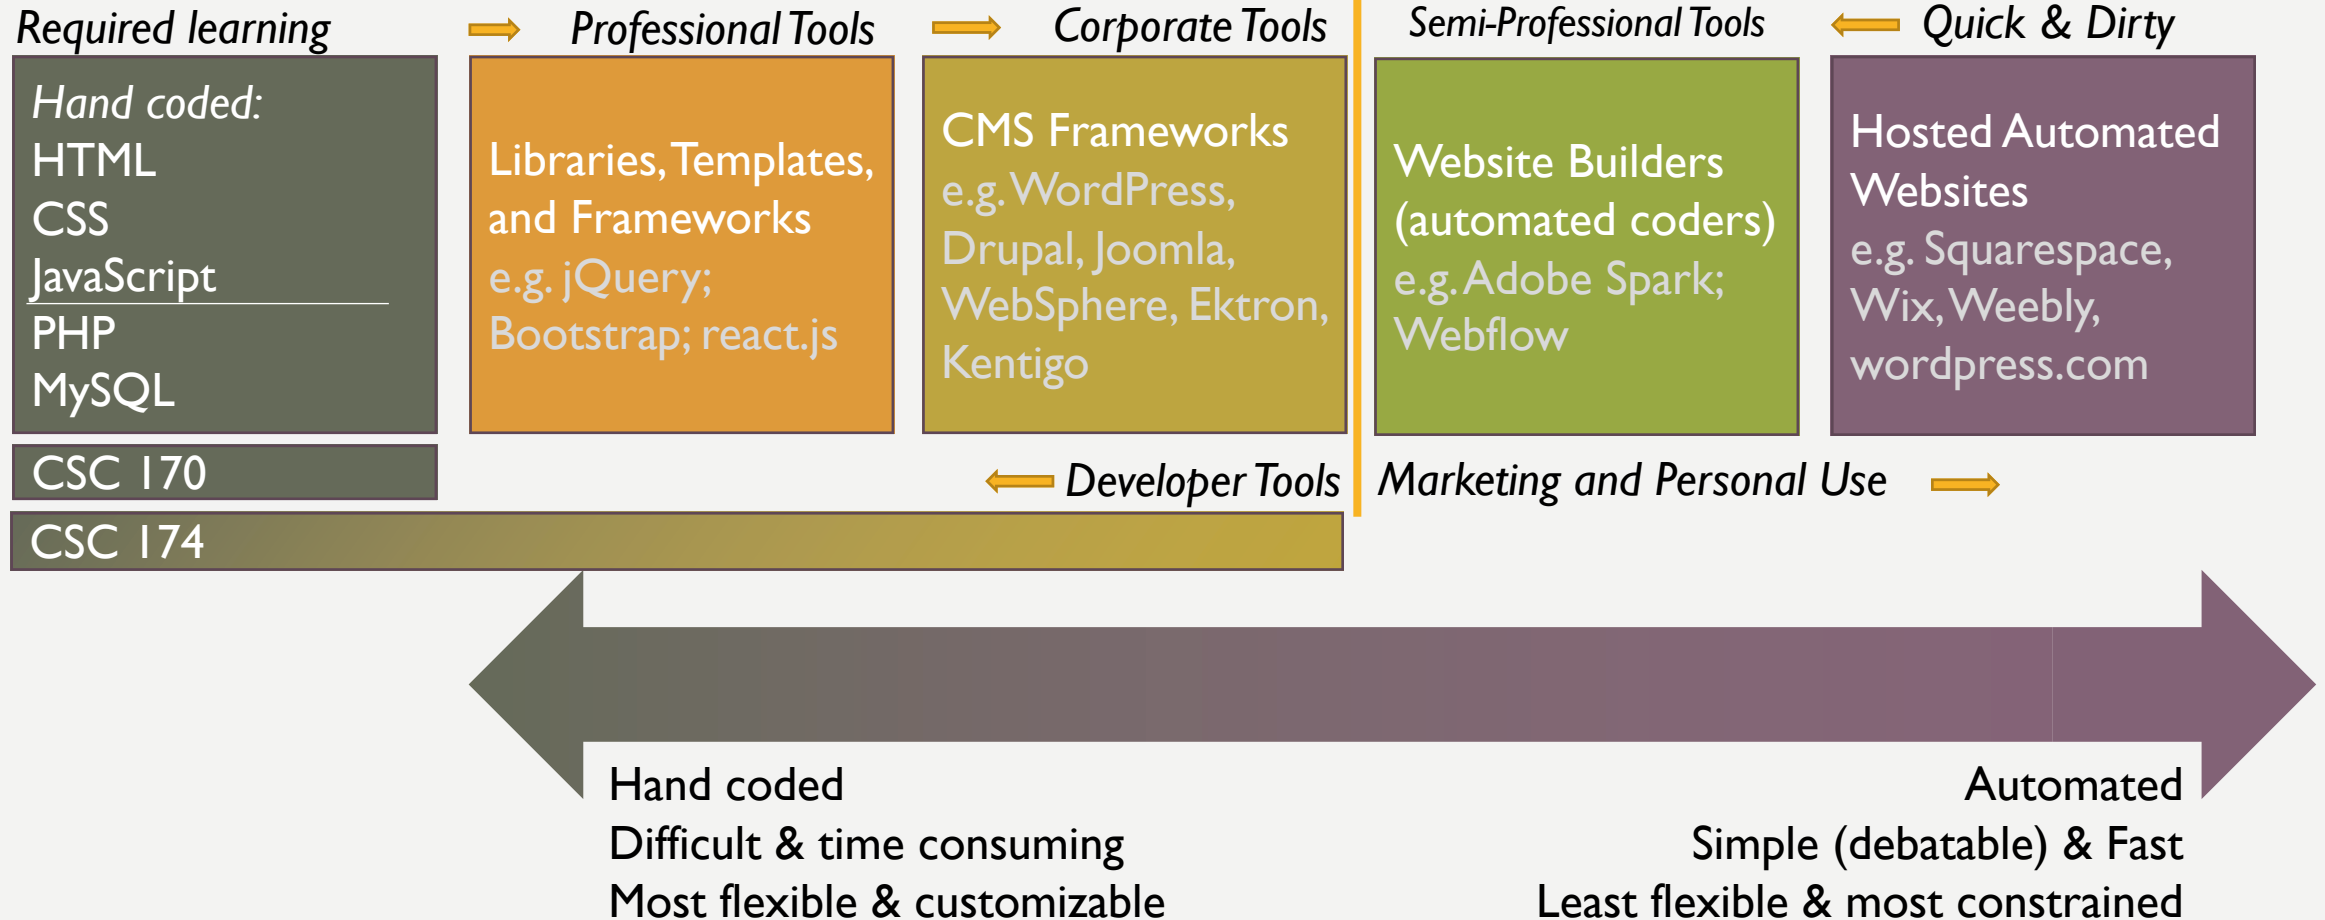 Required learning
Professional Tools
Corporate Tools
Semi-Professional Tools
Quick & Dirty
Hand coded:
HTML
CSS
JavaScript
PHP
MySQL
Libraries, Templates,
and Frameworks
e.g. jQuery;
Bootstrap; react.js
CMS Frameworks
e.g. WordPress,
Drupal, Joomla,
WebSphere, Ektron,
Kentigo
Website Builders
(automated coders)
e.g. Adobe Spark;
Webflow
Hosted Automated
Websites
e.g. Squarespace,
Wix, Weebly,
wordpress.com
CSC 170
Developer Tools
Marketing and Personal Use
CSC 174
Hand coded
Difficult & time consuming
Most flexible & customizable
Automated
Simple (debatable) & Fast
Least flexible & most constrained